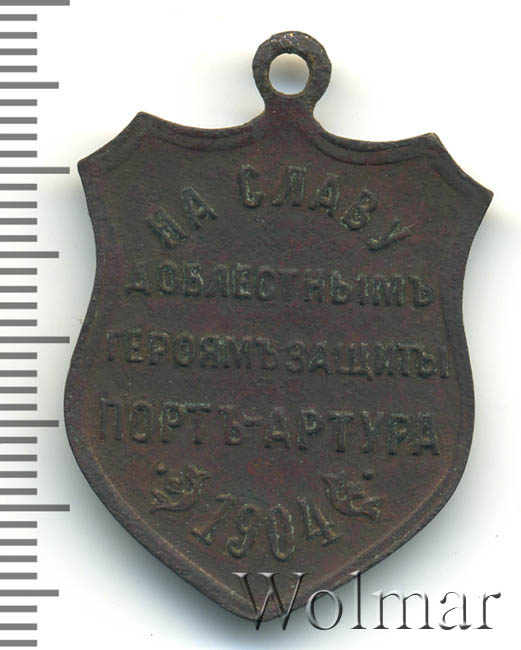 НА СЛАВУ
ДОБЛЕСТНЫМЪ
ГЕРОЯМЪ ЗАЩИТЫ
ПОРТЪ-АРТУРА
1904
Wolmar